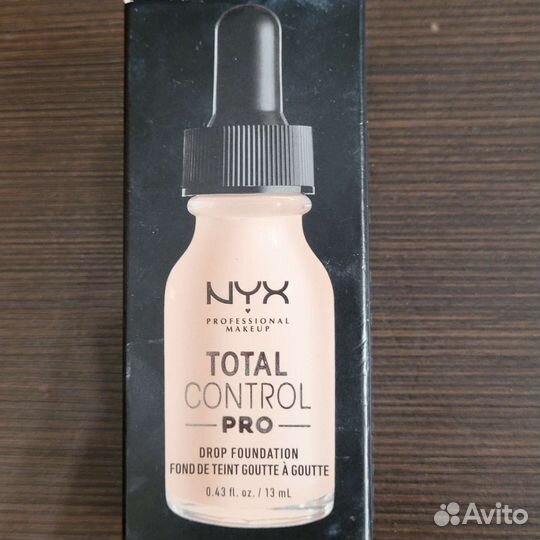 NYX
PROFESSIONAL
MAKEUP
TOTAL
CONTROL
PRO
DROP FOUNDATION
FOND DE TEINT GOUTTE À GOUTTE
0.43 fl. oz. / 13 mL
Avito